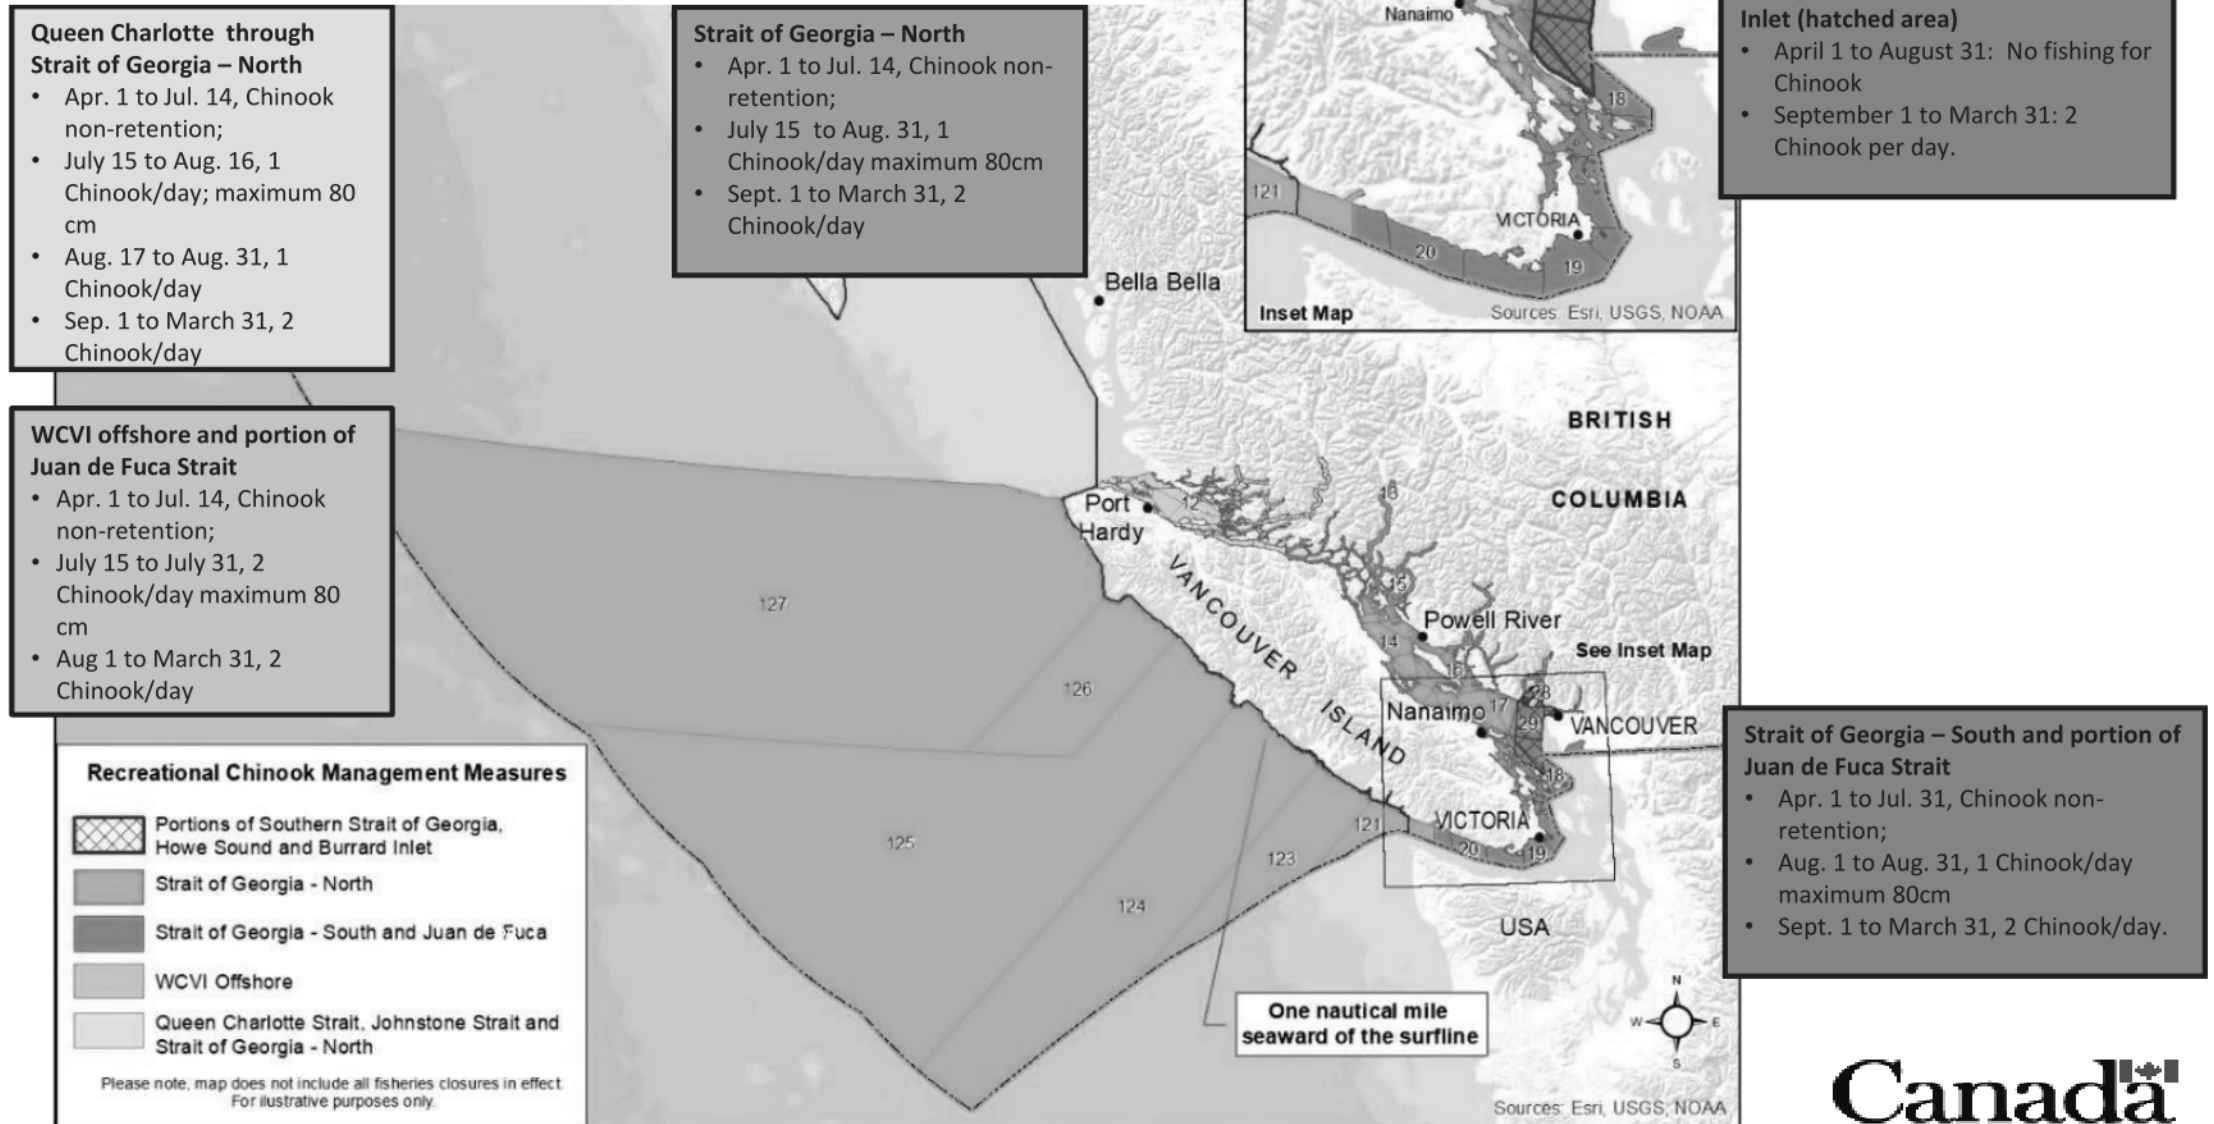 Queen Charlotte through
Strait of Georgia – North
• Apr. 1 to Jul. 14, Chinook
non-retention;
• July 15 to Aug. 16, 1
Chinook/day; maximum 80
cm
• Aug. 17 to Aug. 31, 1
Chinook/day
• Sep. 1 to March 31, 2
Chinook/day
Strait of Georgia – North
• Apr. 1 to Jul. 14, Chinook non-
retention;
• July 15 to Aug. 31, 1
Chinook/day maximum 80cm
• Sept. 1 to March 31, 2
Chinook/day
Nanaimo
18
121
VICTORIA
20
19
Inset Map
Sources: Esri, USGS, NOAA
Inlet (hatched area)
• April 1 to August 31: No fishing for
Chinook
• September 1 to March 31: 2
Chinook per day.
WCVI offshore and portion of
Juan de Fuca Strait
• Apr. 1 to Jul. 14, Chinook
non-retention;
• July 15 to July 31, 2
Chinook/day maximum 80
cm
• Aug 1 to March 31, 2
Chinook/day
Bella Bella
BRITISH
COLUMBIA
Port
Hardy
12
13
VANCOUVER
ISLAND
15
Powell River
14
16
See Inset Map
28
Nanaimo
17
29
VANCOUVER
18
127
126
125
124
123
121
VICTORIA
20
19
USA
One nautical mile
seaward of the surfline
N
W E
S
Sources: Esri, USGS, NOAA
Recreational Chinook Management Measures
Portions of Southern Strait of Georgia,
Howe Sound and Burrard Inlet
Strait of Georgia - North
Strait of Georgia - South and Juan de Fuca
WCVI Offshore
Queen Charlotte Strait, Johnstone Strait and
Strait of Georgia - North
Please note, map does not include all fisheries closures in effect.
For ilustrative purposes only.
Strait of Georgia – South and portion of
Juan de Fuca Strait
• Apr. 1 to Jul. 31, Chinook non-
retention;
• Aug. 1 to Aug. 31, 1 Chinook/day
maximum 80cm
• Sept. 1 to March 31, 2 Chinook/day.
Canada